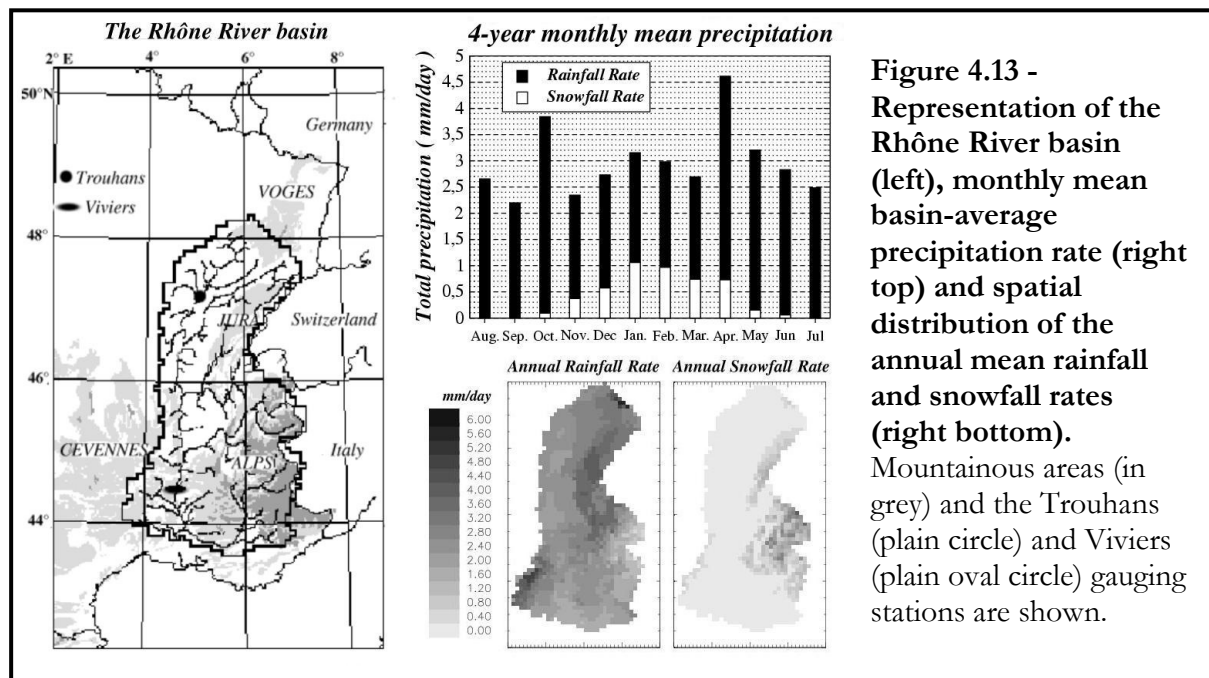 The Rhône River basin
2° E 4° 6° 8°
50°N
Germany
Trouhans
VOGES
Viviers
48°
JURA
Switzerland
46°
CEVENNES
ALPS
Italy
44°
4-year monthly mean precipitation
Total precipitation ( mm/day )
5
4,5
4
3,5
3
2,5
2
1,5
1
0,5
0
Rainfall Rate
Snowfall Rate
Aug. Sep. Oct. Nov. Dec Jan. Feb. Mar. Apr. May Jun Jul
Annual Rainfall Rate
Annual Snowfall Rate
mm/day
6.00
5.60
5.20
4.80
4.40
4.00
3.60
3.20
2.80
2.40
2.00
1.60
1.20
0.80
0.40
0.00
Figure 4.13 -
Representation of the
Rhône River basin
(left), monthly mean
basin-average
precipitation rate (right
top) and spatial
distribution of the
annual mean rainfall
and snowfall rates
(right bottom).
Mountainous areas (in
grey) and the Trouhans
(plain circle) and Viviers
(plain oval circle) gauging
stations are shown.